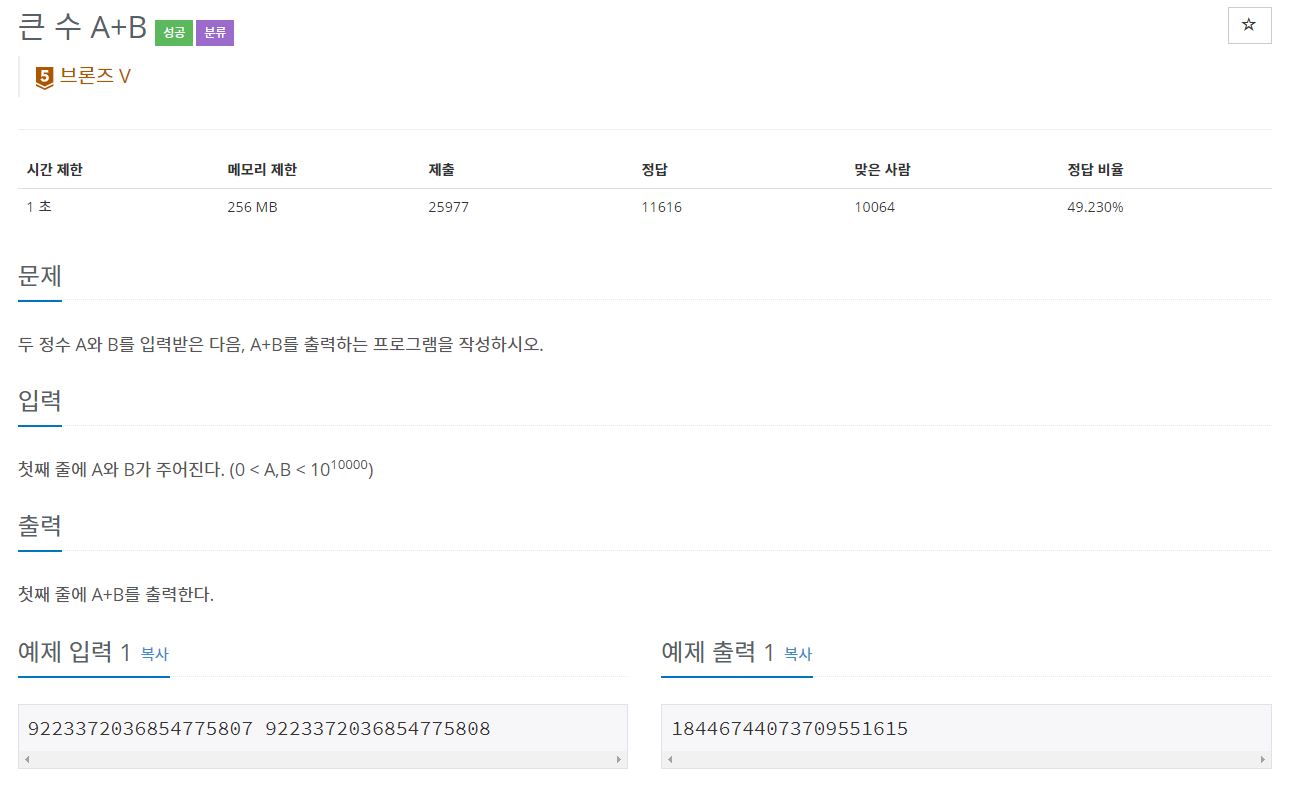 큰 수 A+B 성공 분류
☆
5 브론즈 V
시간 제한 메모리 제한 제출 정답 맞은 사람 정답 비율
1 초 256 MB 25977 11616 10064 49.230%
문제
두 정수 A와 B를 입력받은 다음, A+B를 출력하는 프로그램을 작성하시오.
입력
첫째 줄에 A와 B가 주어진다. (0 < A,B < 10^10000)
출력
첫째 줄에 A+B를 출력한다.
예제 입력 1 복사
9223372036854775807 9223372036854775808
예제 출력 1 복사
18446744073709551615